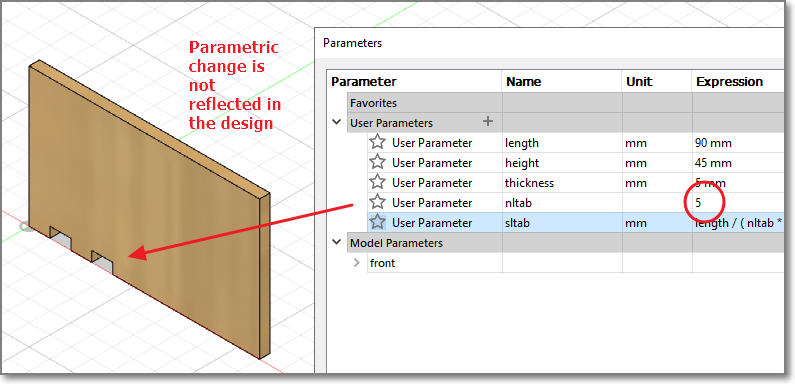 Parametric
change is
not
reflected in
the design
Parameters
Parameter Name Unit Expression
Favorites
User Parameters +
User Parameter length mm 90 mm
User Parameter height mm 45 mm
User Parameter thickness mm 5 mm
User Parameter nltab 5
User Parameter sltab mm length / ( nltab *
Model Parameters
front